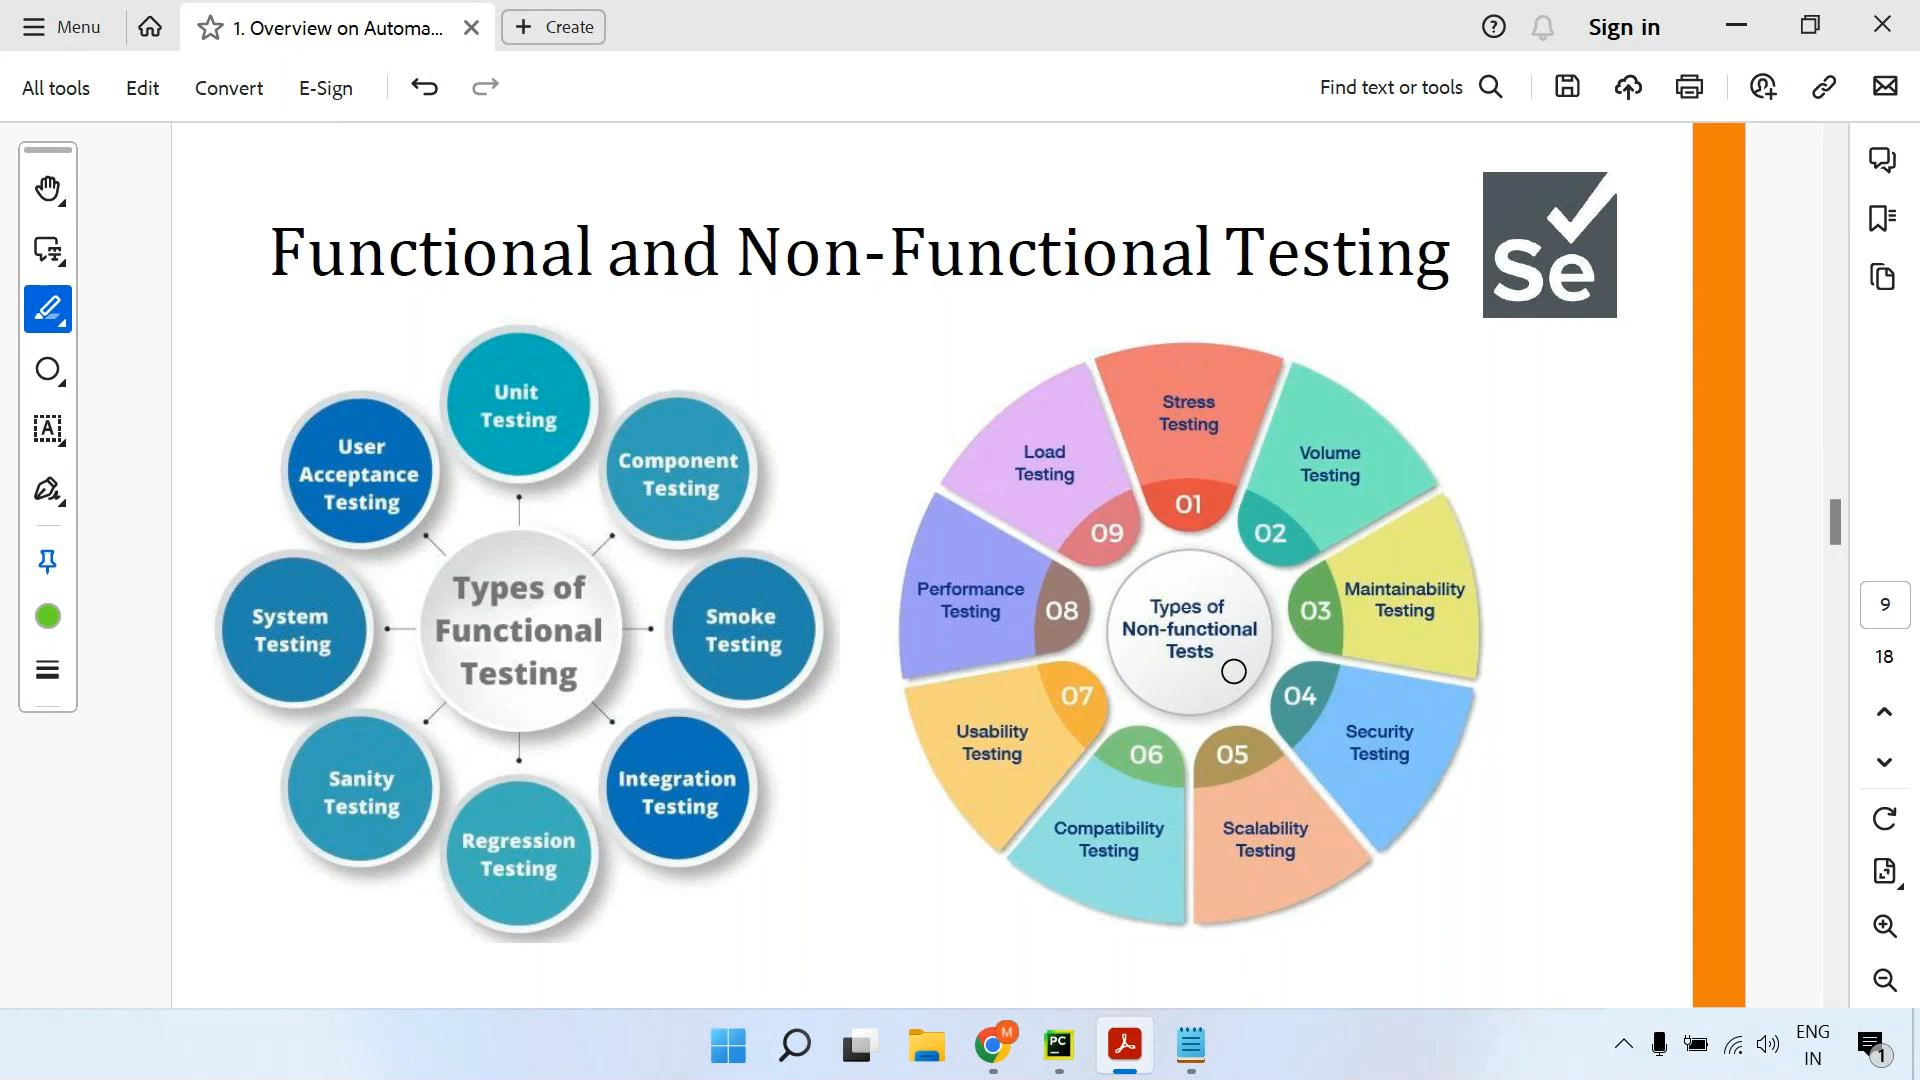 Menu
1. Overview on Automa...
Create
Sign in
All tools
Edit
Convert
E-Sign
Find text or tools
Functional and Non-Functional Testing
Se
Unit
Testing
Component
Testing
Smoke
Testing
Integration
Testing
Regression
Testing
Sanity
Testing
System
Testing
User
Acceptance
Testing
Types of
Functional
Testing
Stress
Testing
01
Volume
Testing
02
Maintainability
Testing
03
Security
Testing
04
Scalability
Testing
05
Compatibility
Testing
06
Usability
Testing
07
Performance
Testing
08
Load
Testing
09
Types of
Non-functional
Tests
A
9
18
M
PC
ENG
IN
1